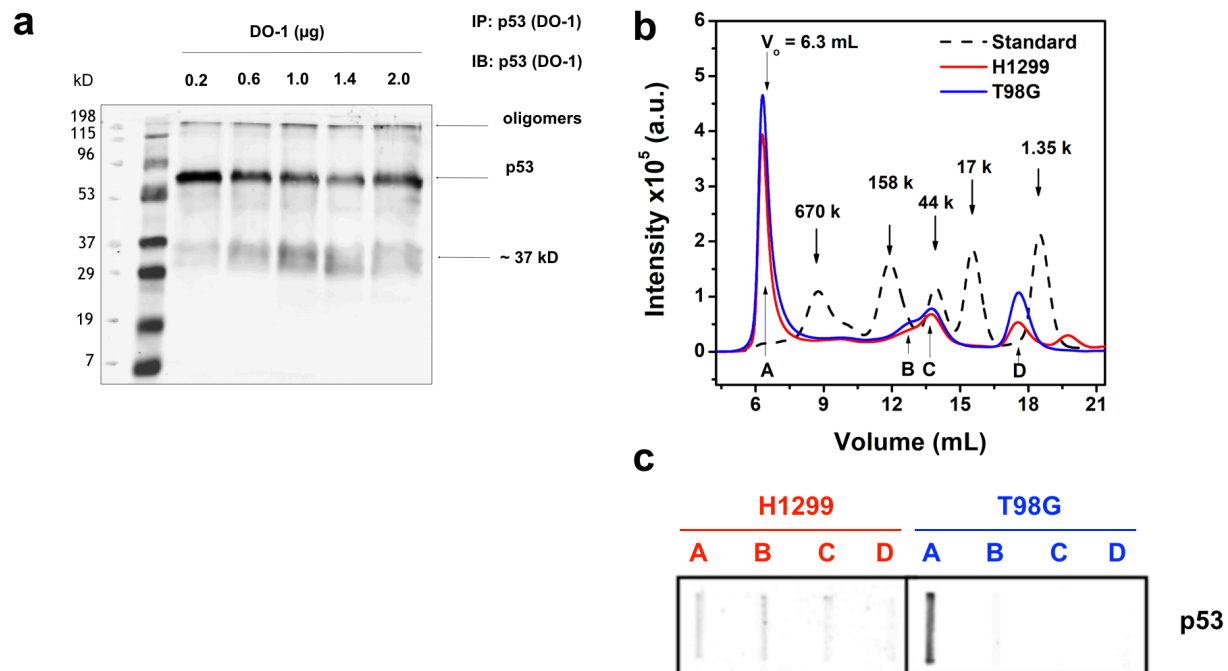 a
DO-1 (µg)
IP: p53 (DO-1)
IB: p53 (DO-1)
kD
0.2 0.6 1.0 1.4 2.0
198
115
96
53
37
29
19
7
oligomers
p53
~ 37 kD
b
V₀ = 6.3 mL
Standard
H1299
T98G
670 k
158 k
44 k
17 k
1.35 k
A
B
C
D
Intensity x10⁵ (a.u.)
6
5
4
3
2
1
0
6 9 12 15 18 21
Volume (mL)
c
H1299 T98G
A B C D A B C D
p53